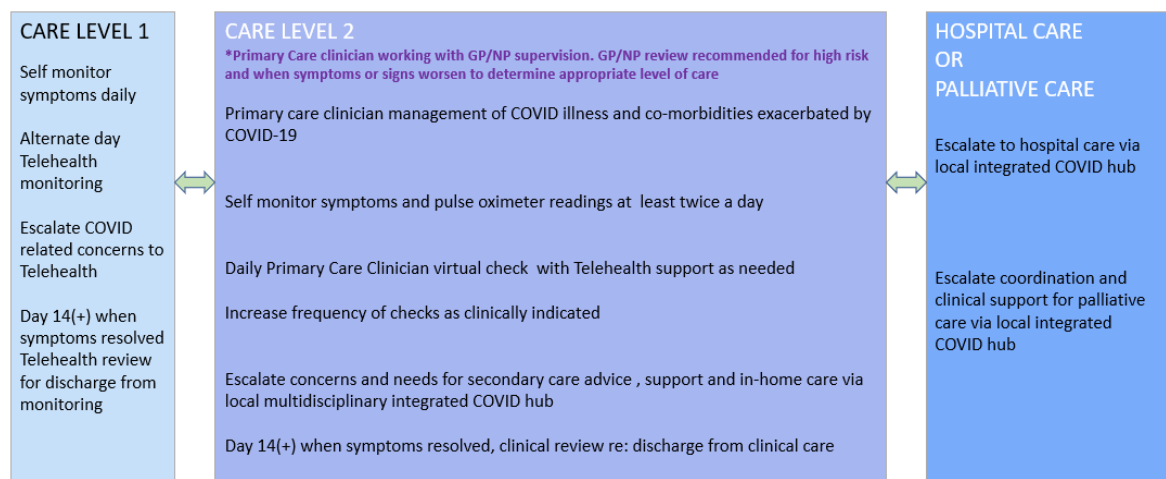 CARE LEVEL 1
Self monitor
symptoms daily
Alternate day
Telehealth
monitoring
Escalate COVID
related concerns to
Telehealth
Day 14(+) when
symptoms resolved
Telehealth review
for discharge from
monitoring
CARE LEVEL 2
*Primary Care clinician working with GP/NP supervision. GP/NP review recommended for high risk
and when symptoms or signs worsen to determine appropriate level of care
Primary care clinician management of COVID illness and co-morbidities exacerbated by
COVID-19
Self monitor symptoms and pulse oximeter readings at  least twice a day
Daily Primary Care Clinician virtual check  with Telehealth support as needed
Increase frequency of checks as clinically indicated
Escalate concerns and needs for secondary care advice , support and in-home care via
local multidisciplinary integrated COVID hub
Day 14(+) when symptoms resolved, clinical review re: discharge from clinical care
HOSPITAL CARE
OR
PALLIATIVE CARE
Escalate to hospital care via
local integrated COVID hub
Escalate coordination and
clinical support for palliative
care via local integrated
COVID hub